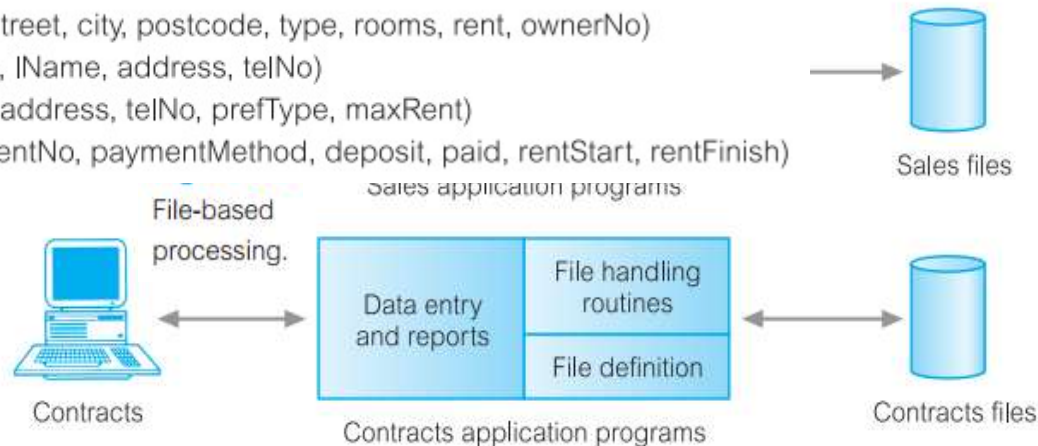 treet, city, postcode, type, rooms, rent, ownerNo)
, lName, address, telNo)
address, telNo, prefType, maxRent)
entNo, paymentMethod, deposit, paid, rentStart, rentFinish)
Sales files
Sales application programs
File-based
processing.
Data entry
and reports
File handling
routines
File definition
Contracts
Contracts files
Contracts application programs